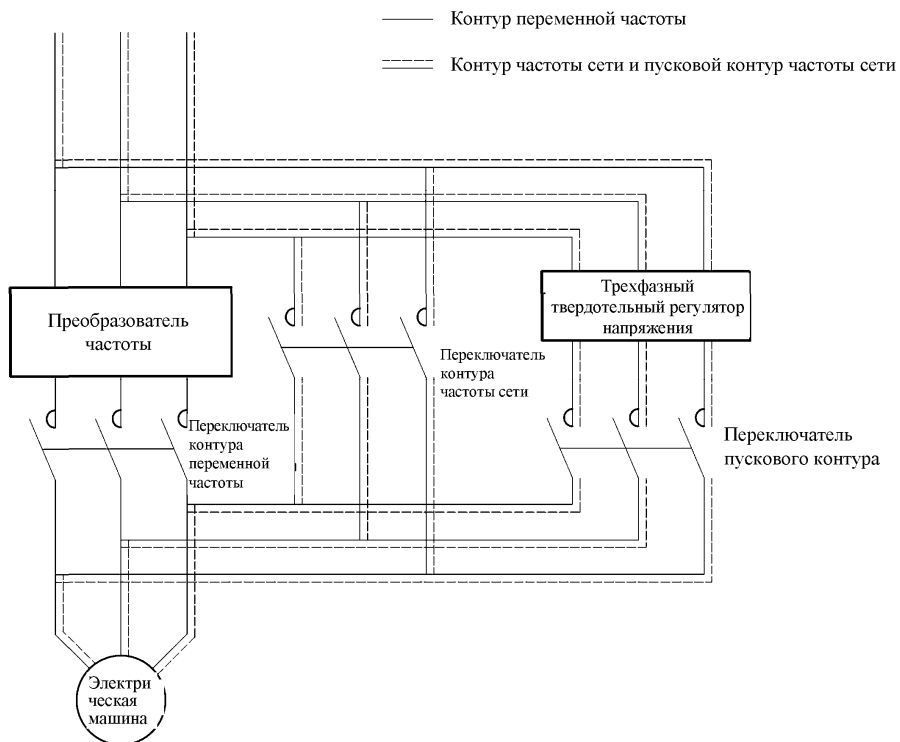 Контур переменной частоты
Контур частоты сети и пусковой контур частоты сети
Преобразователь
частоты
Трехфазный
твердотельный регулятор
напряжения
Переключатель
контура
частоты сети
Переключатель
контура
переменной
частоты
Переключатель
пускового контура
Электри
ческая
машина